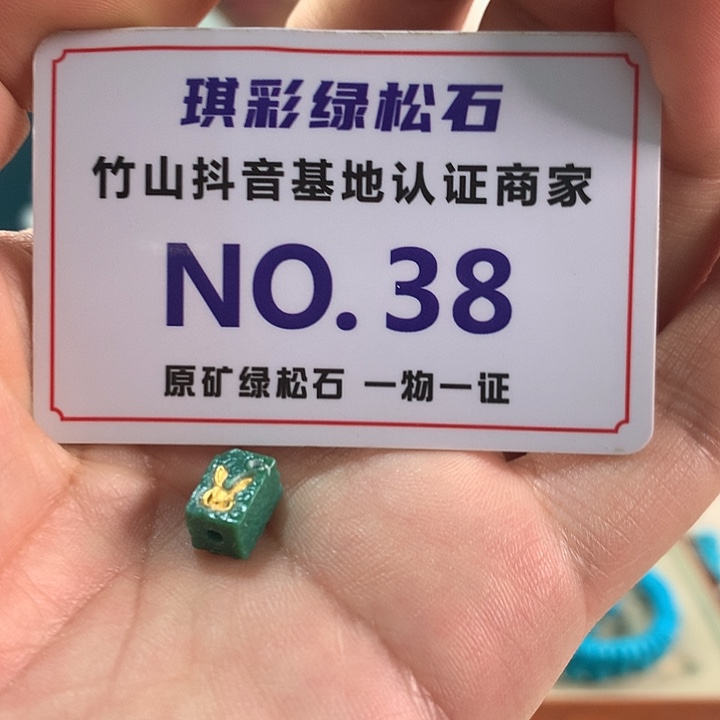 琪彩绿松石
竹山抖音基地认证商家
NO.38
原矿绿松石 一物一证